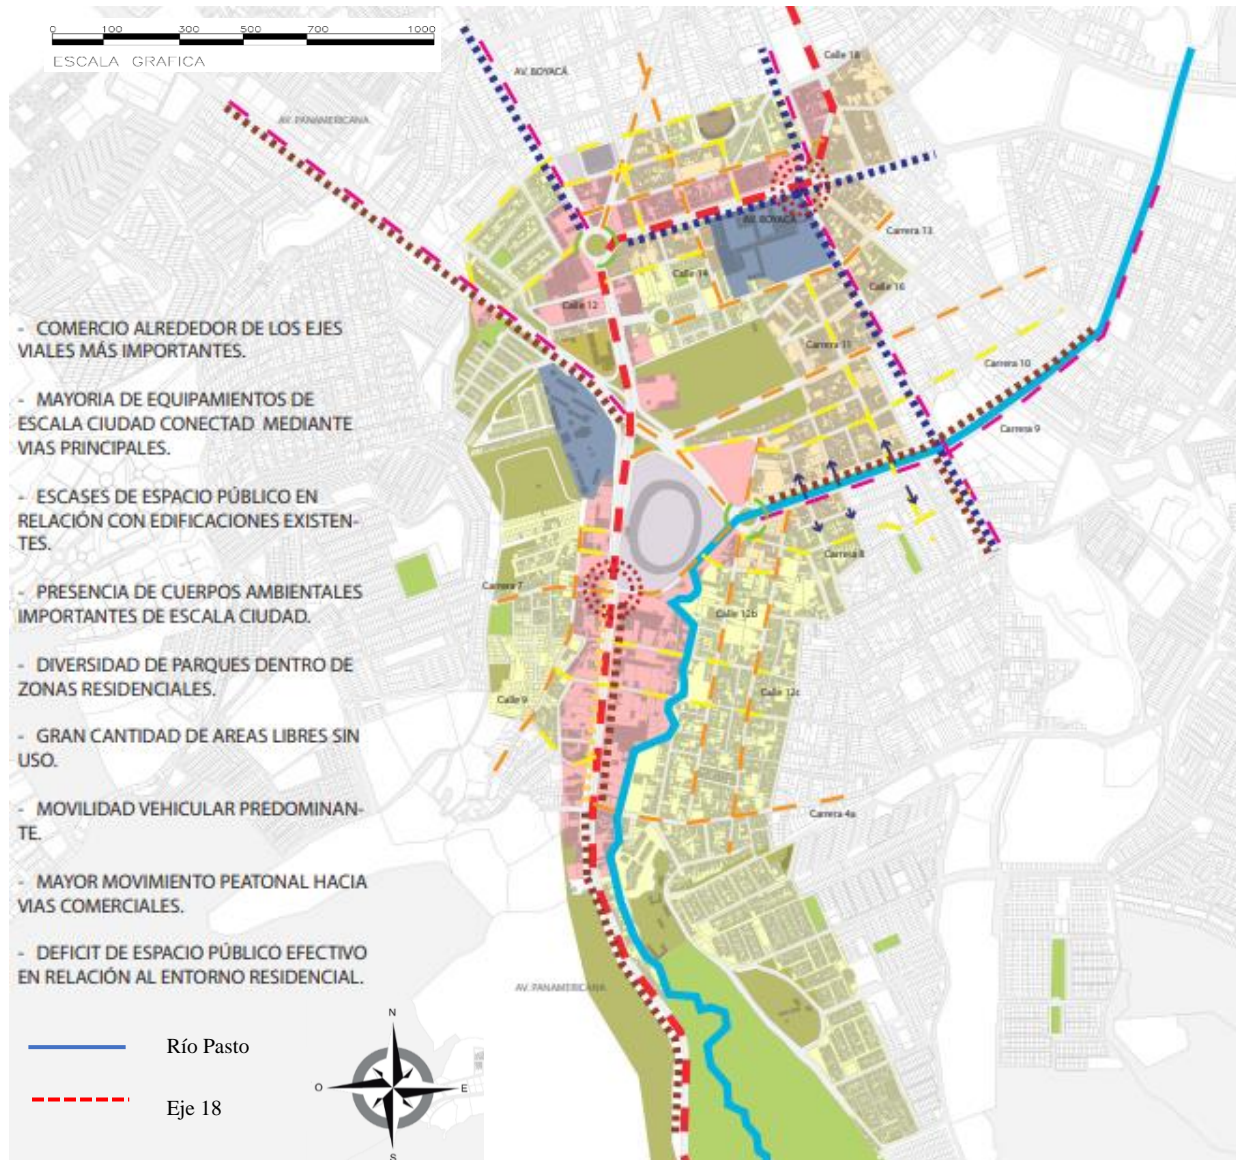 0 100 300 500 700 1000
ESCALA GRAFICA
AV. BOYACÁ
Calle 18
AV. PANAMERICANA
AV. BOYACÁ
Carrera 13
Calle 14
Calle 16
Calle 12
Carrera 11
Carrera 10
Carrera 9
- COMERCIO ALREDEDOR DE LOS EJES
VIALES MÁS IMPORTANTES.
- MAYORIA DE EQUIPAMIENTOS DE
ESCALA CIUDAD CONECTAD MEDIANTE
VIAS PRINCIPALES.
- ESCASES DE ESPACIO PÚBLICO EN
RELACIÓN CON EDIFICACIONES EXISTEN-
TES.
- PRESENCIA DE CUERPOS AMBIENTALES
IMPORTANTES DE ESCALA CIUDAD.
- DIVERSIDAD DE PARQUES DENTRO DE
ZONAS RESIDENCIALES.
- GRAN CANTIDAD DE AREAS LIBRES SIN
USO.
- MOVILIDAD VEHICULAR PREDOMINAN-
TE.
- MAYOR MOVIMIENTO PEATONAL HACIA
VIAS COMERCIALES.
- DEFICIT DE ESPACIO PÚBLICO EFECTIVO
EN RELACIÓN AL ENTORNO RESIDENCIAL.
Carrera 8
Carrera 7
Calle 12b
Calle 9
Calle 12c
Carrera 4a
AV. PANAMERICANA
Río Pasto
Eje 18
N
O
E
S